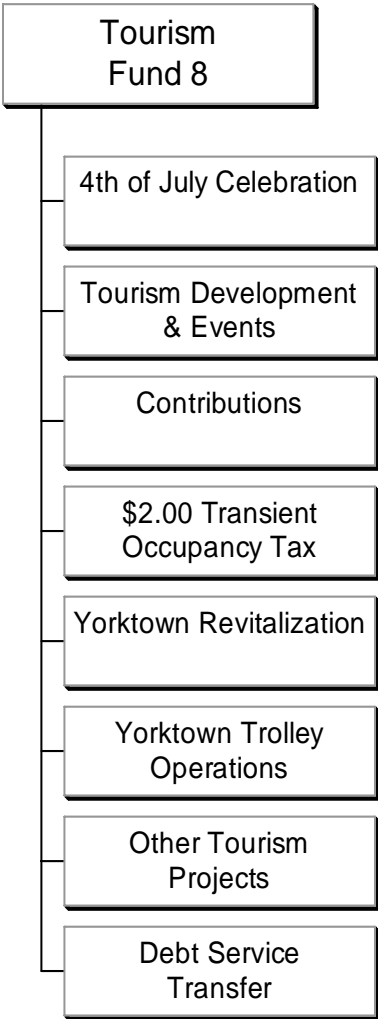 Tourism
Fund 8
4th of July Celebration
Tourism Development
& Events
Contributions
$2.00 Transient
Occupancy Tax
Yorktown Revitalization
Yorktown Trolley
Operations
Other Tourism
Projects
Debt Service
Transfer